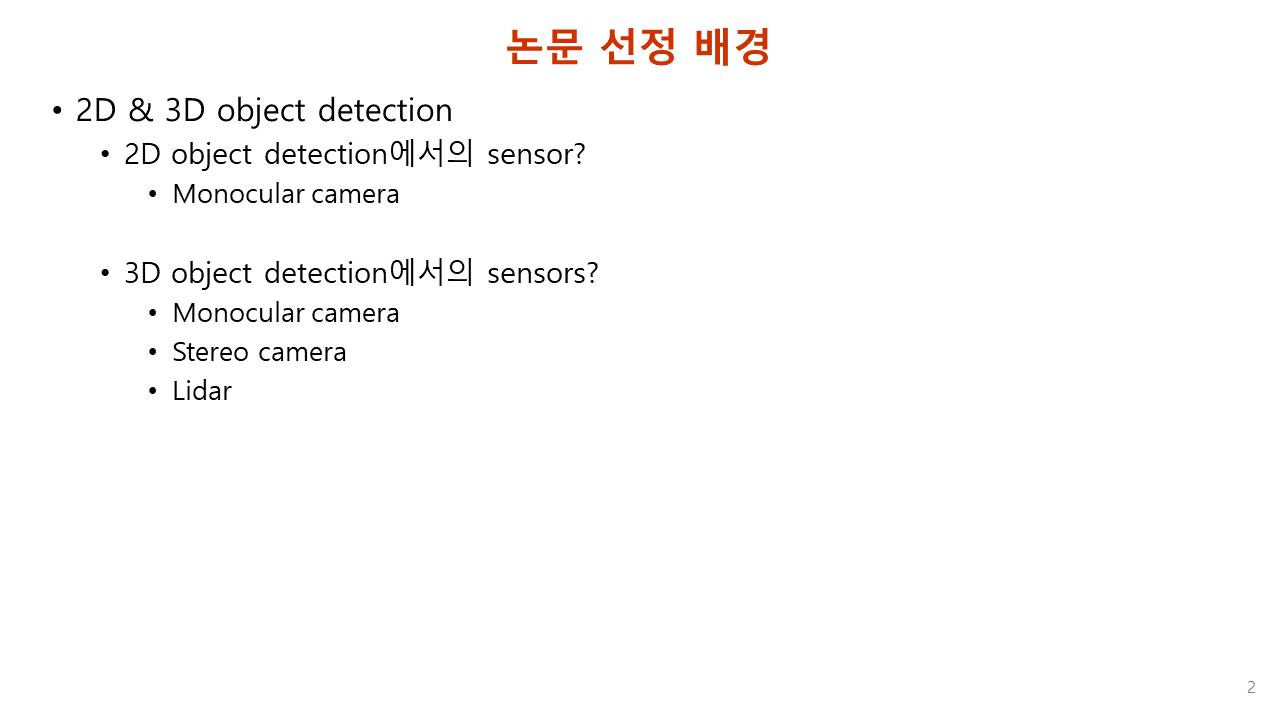 논문 선정 배경
• 2D & 3D object detection
• 2D object detection에서의 sensor?
• Monocular camera
• 3D object detection에서의 sensors?
• Monocular camera
• Stereo camera
• Lidar
2